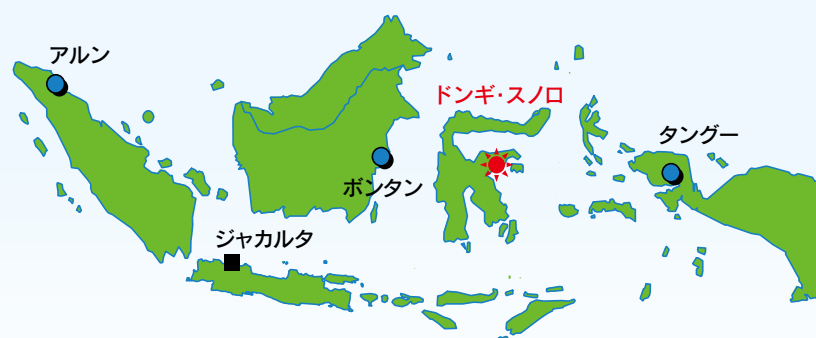 アルン
ドンギ・スノロ
タングー
ボンタン
ジャカルタ